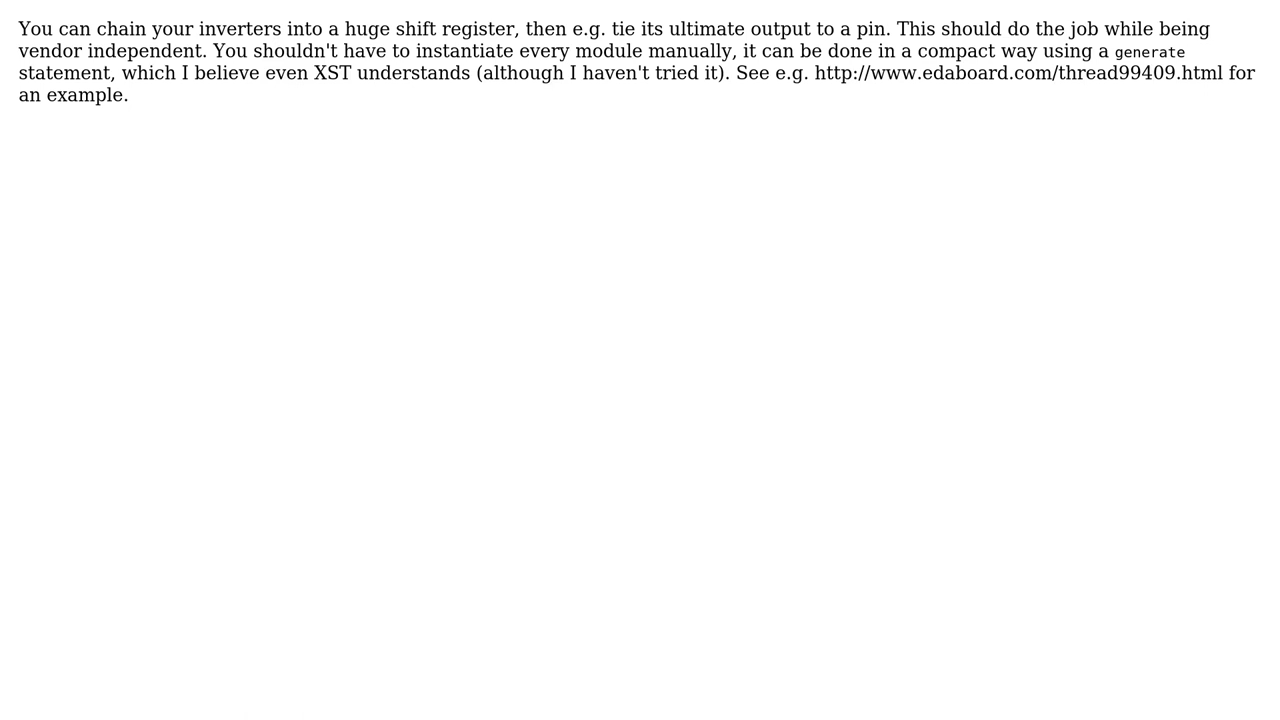 You can chain your inverters into a huge shift register, then e.g. tie its ultimate output to a pin. This should do the job while being
vendor independent. You shouldn't have to instantiate every module manually, it can be done in a compact way using a generate
statement, which I believe even XST understands (although I haven't tried it). See e.g. http://www.edaboard.com/thread99409.html for
an example.